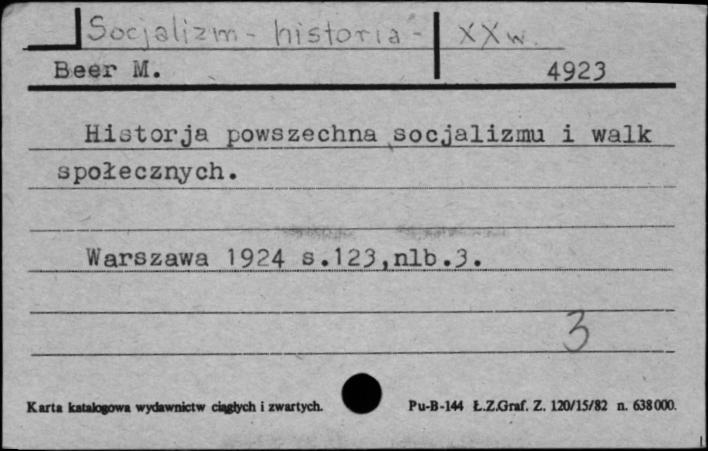 Socjalizm - historia - XX w.
Beer M. 4923
Historja powszechna socjalizmu i walk
społecznych.
Warszawa 1924 s.123,nlb.3.
3
Karta katalogowa wydawnictw ciągłych i zwartych. Pu-B-144 Ł.Z.Graf. Z. 120/15/82 n. 638000.